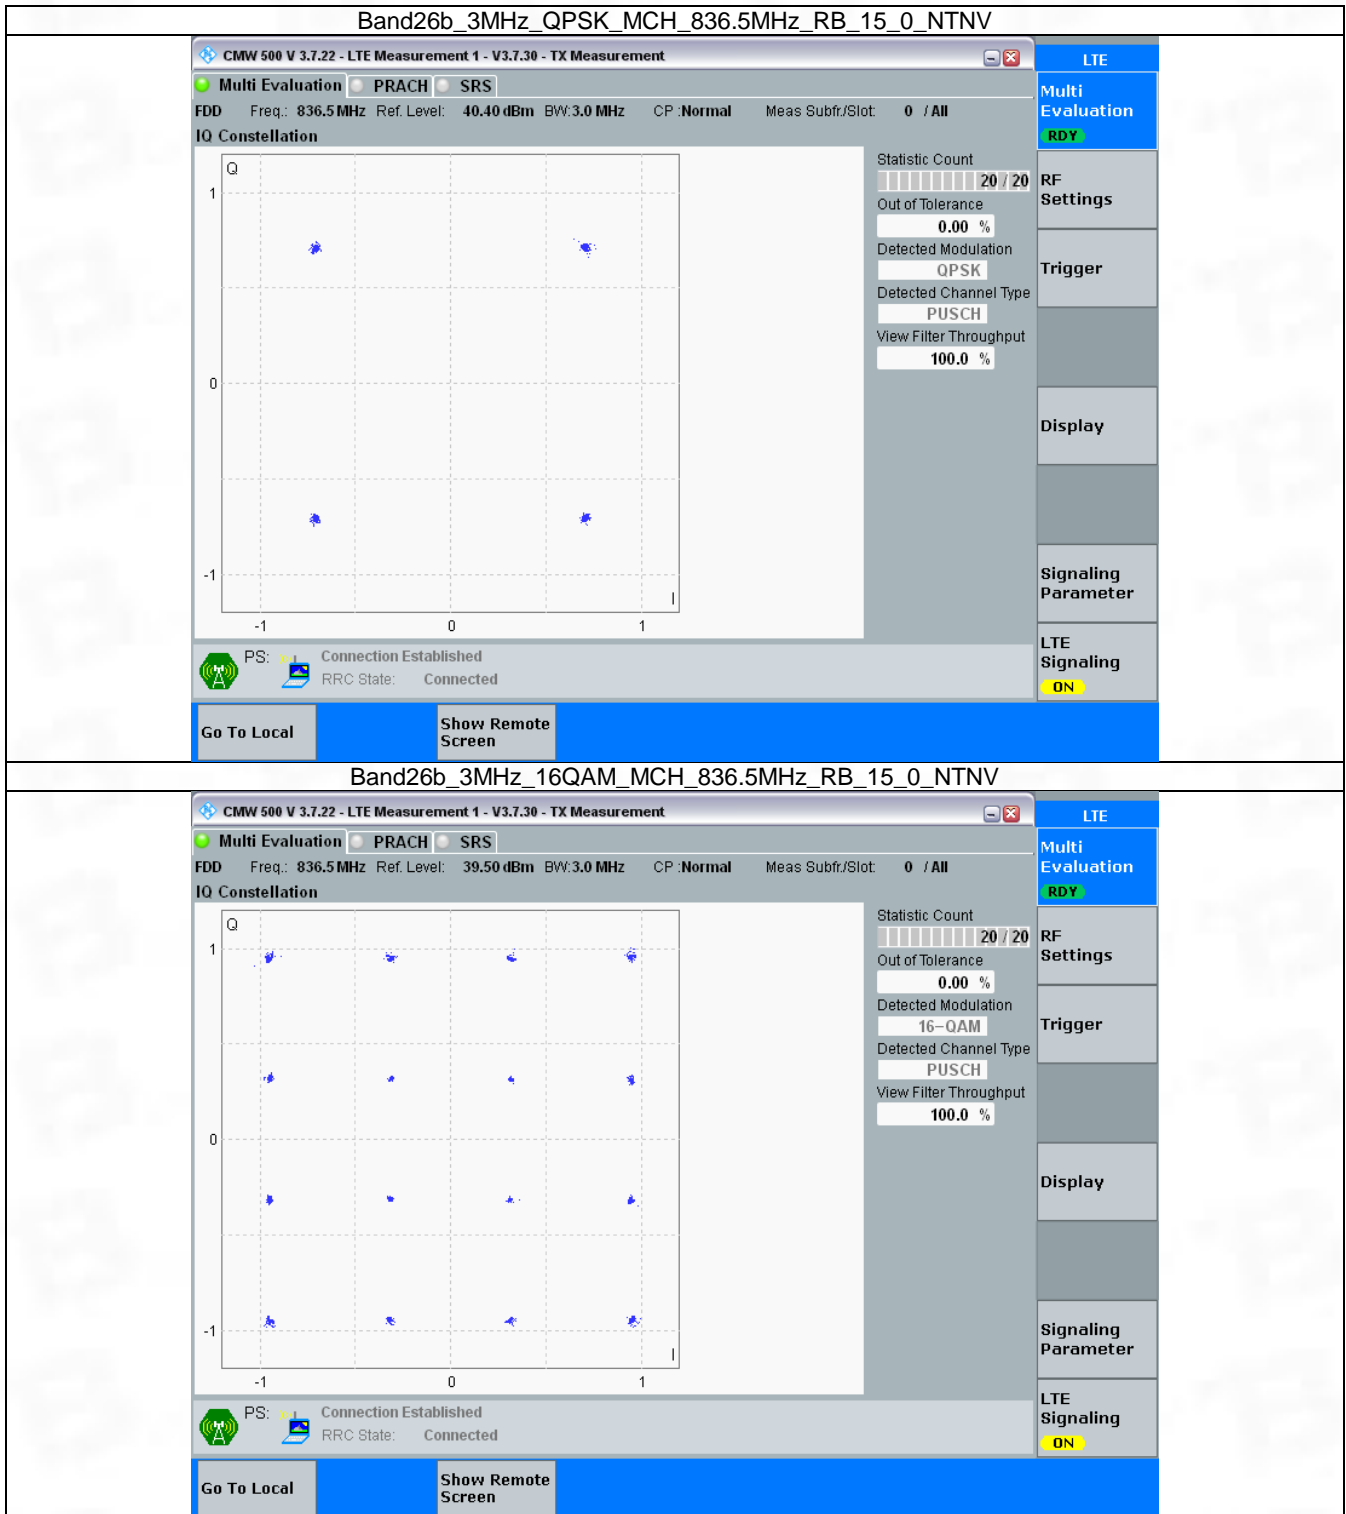 Band26b_3MHz_QPSK_MCH_836.5MHz_RB_15_0_NTNV
CMW 500 V 3.7.22 - LTE Measurement 1 - V3.7.30 - TX Measurement
LTE
Multi Evaluation PRACH SRS
Multi
Evaluation
RDY
FDD Freq.: 836.5 MHz Ref. Level: 40.40 dBm BW: 3.0 MHz CP : Normal Meas Subfr./Slot: 0 / All
IQ Constellation
Q
1
0
-1
I
-1 0 1
Statistic Count
20 / 20
Out of Tolerance
0.00 %
Detected Modulation
QPSK
Detected Channel Type
PUSCH
View Filter Throughput
100.0 %
RF
Settings
Trigger
Display
Signaling
Parameter
LTE
Signaling
ON
PS: Connection Established
RRC State: Connected
Go To Local
Show Remote
Screen
Band26b_3MHz_16QAM_MCH_836.5MHz_RB_15_0_NTNV
CMW 500 V 3.7.22 - LTE Measurement 1 - V3.7.30 - TX Measurement
LTE
Multi Evaluation PRACH SRS
Multi
Evaluation
RDY
FDD Freq.: 836.5 MHz Ref. Level: 39.50 dBm BW: 3.0 MHz CP : Normal Meas Subfr./Slot: 0 / All
IQ Constellation
Q
1
0
-1
I
-1 0 1
Statistic Count
20 / 20
Out of Tolerance
0.00 %
Detected Modulation
16-QAM
Detected Channel Type
PUSCH
View Filter Throughput
100.0 %
RF
Settings
Trigger
Display
Signaling
Parameter
LTE
Signaling
ON
PS: Connection Established
RRC State: Connected
Go To Local
Show Remote
Screen